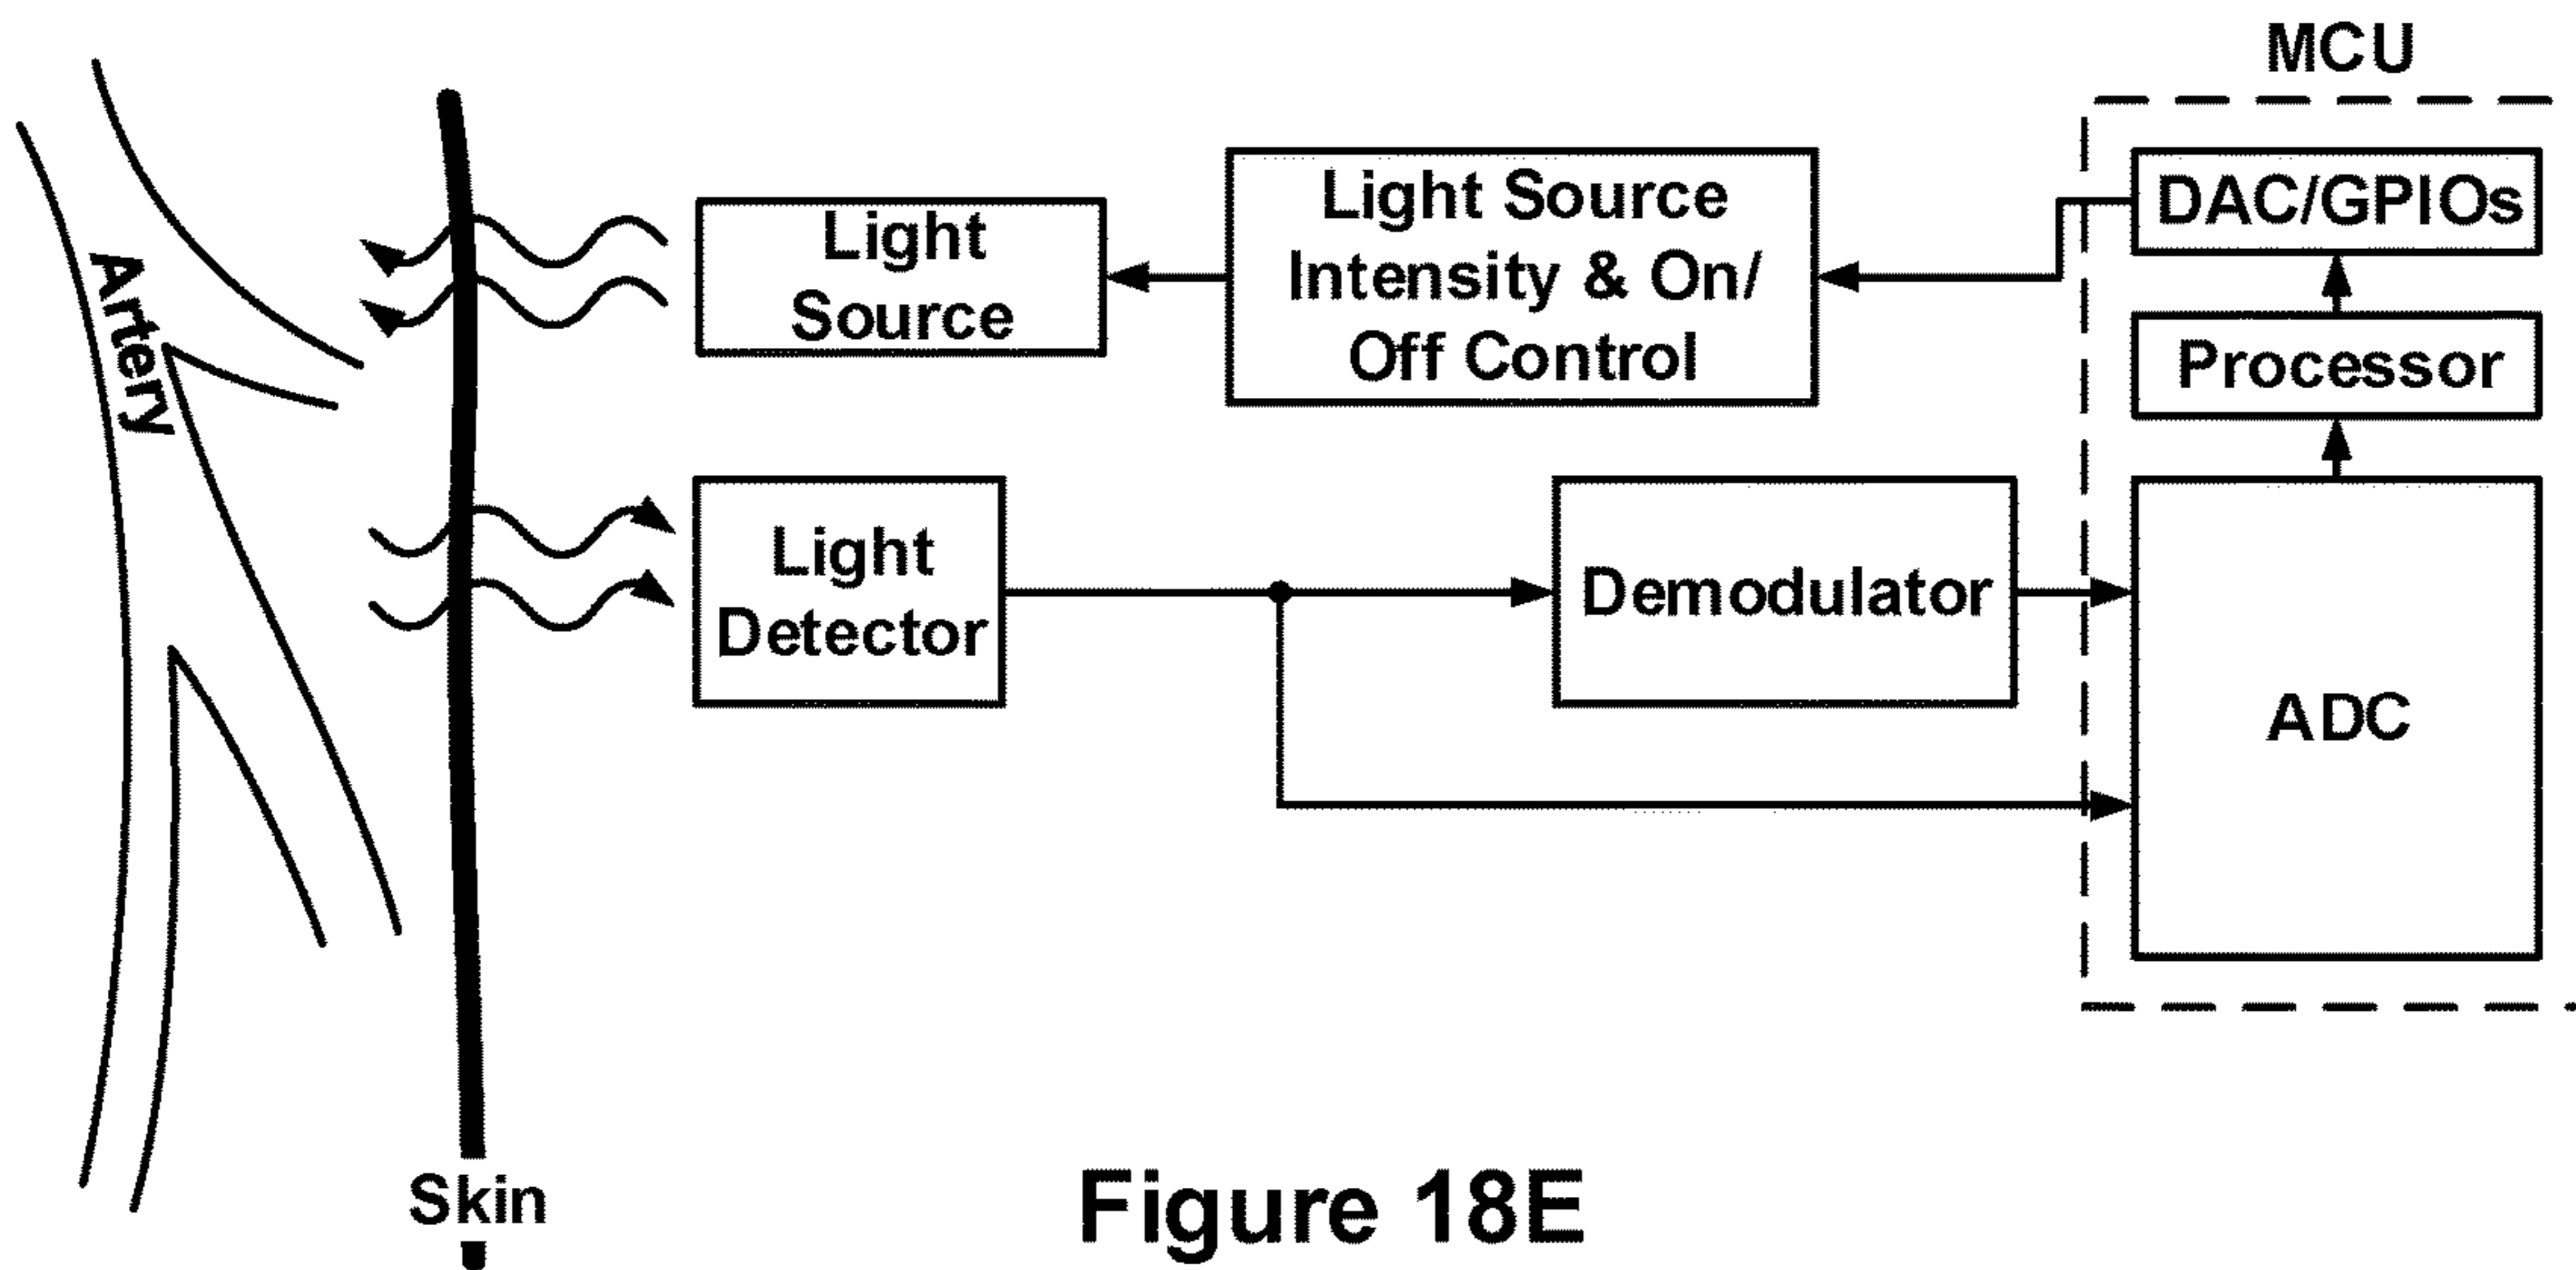 MCU
Light Source
Intensity & On/
Off Control
DAC/GPIOs
Light
Source
Processor
Artery
Light
Detector
Demodulator
ADC
Skin
Figure 18E